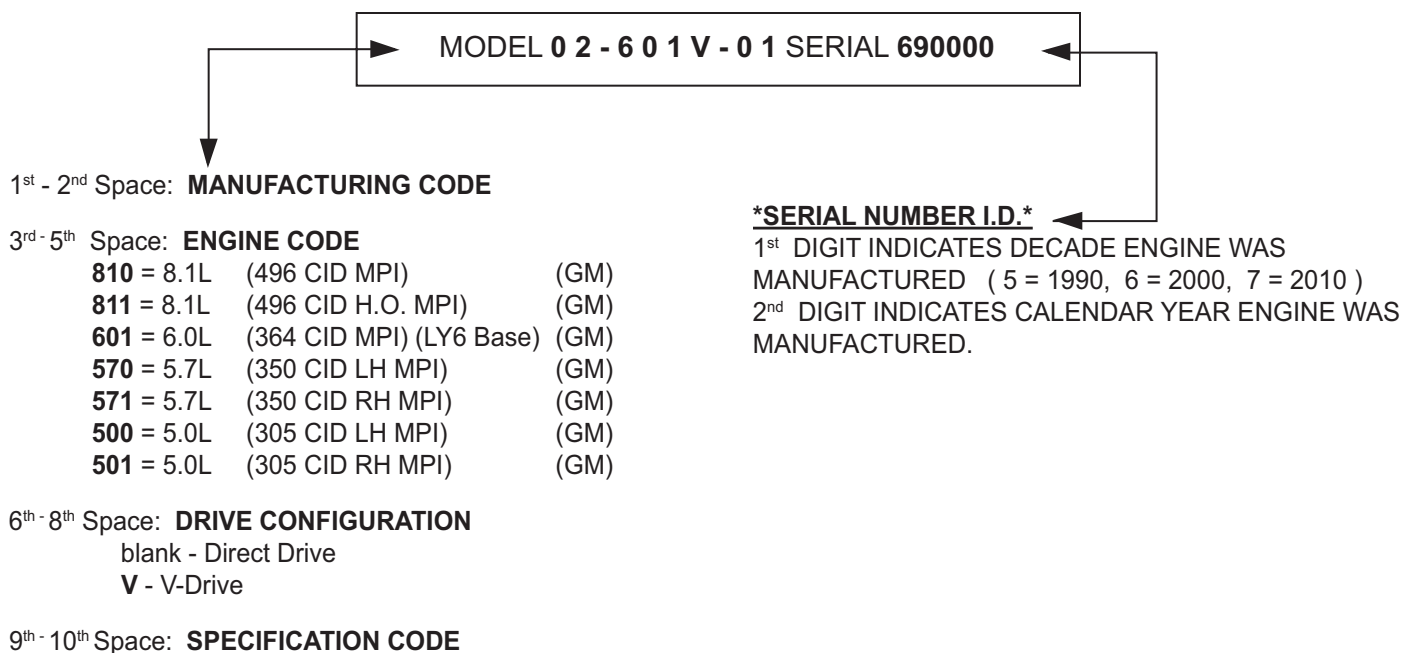 MODEL 0 2 - 6 0 1 V - 0 1 SERIAL 690000
1st - 2nd Space: MANUFACTURING CODE
3rd - 5th Space: ENGINE CODE
810 = 8.1L (496 CID MPI) (GM)
811 = 8.1L (496 CID H.O. MPI) (GM)
601 = 6.0L (364 CID MPI) (LY6 Base) (GM)
570 = 5.7L (350 CID LH MPI) (GM)
571 = 5.7L (350 CID RH MPI) (GM)
500 = 5.0L (305 CID LH MPI) (GM)
501 = 5.0L (305 CID RH MPI) (GM)
6th - 8th Space: DRIVE CONFIGURATION
blank - Direct Drive
V - V-Drive
9th - 10th Space: SPECIFICATION CODE
*SERIAL NUMBER I.D.*
1st DIGIT INDICATES DECADE ENGINE WAS
MANUFACTURED ( 5 = 1990, 6 = 2000, 7 = 2010 )
2nd DIGIT INDICATES CALENDAR YEAR ENGINE WAS
MANUFACTURED.